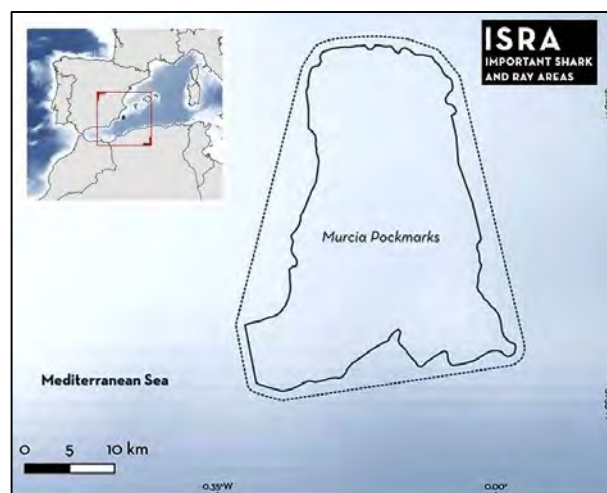 ISRA
IMPORTANT SHARK
AND RAY AREAS
Murcia Pockmarks
Mediterranean Sea
0 5 10 km
0.35°W
0.00°